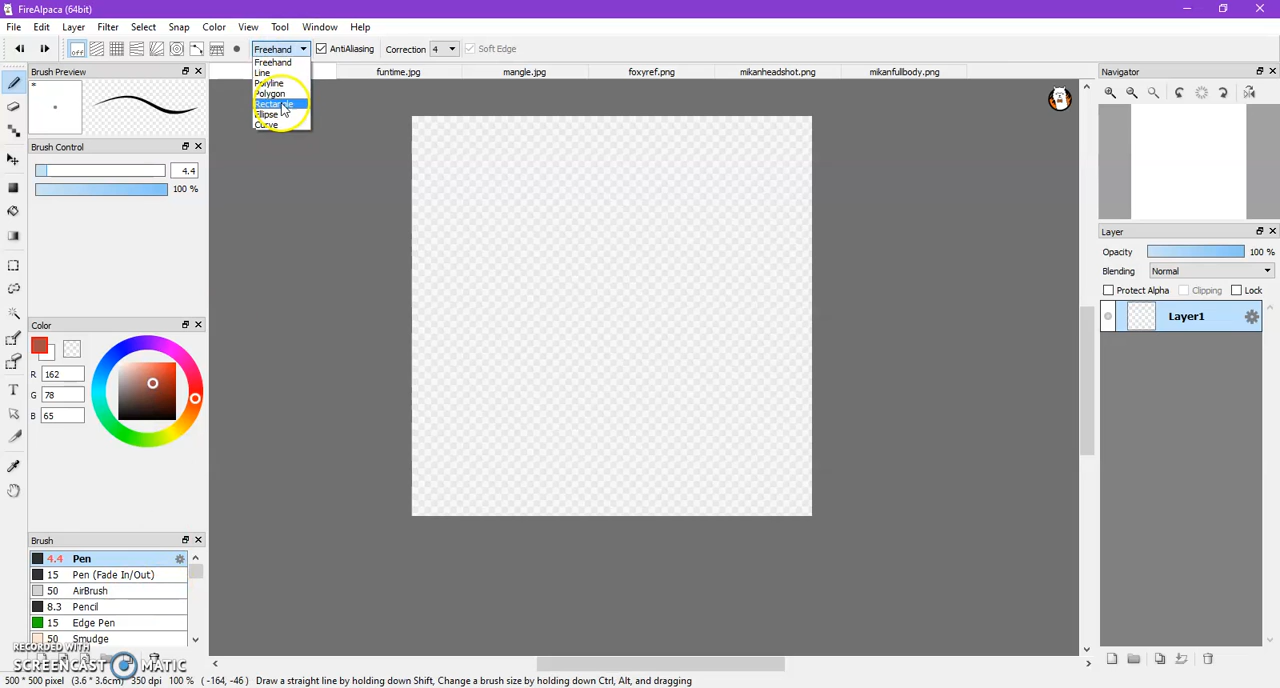 FireAlpaca (64bit)
File Edit Layer Filter Select Snap Color View Tool Window Help
off Freehand AntiAliasing Correction 4 Soft Edge
Freehand
Line
Polyline
Polygon
Rectangle
Ellipse
Curve
funtime.jpg mangle.jpg foxyref.png mikanheadshot.png mikanfullbody.png
Brush Preview
*
Brush Control
4.4
100 %
Color
R 162
G 78
B 65
T
Brush
4.4 Pen
15 Pen (Fade In/Out)
50 AirBrush
8.3 Pencil
15 Edge Pen
50 Smudge
RECORDED WITH
SCREENCAST MATIC
Navigator
Layer
Opacity 100 %
Blending Normal
Protect Alpha Clipping Lock
Layer1
500 * 500 pixel (3.6 * 3.6cm) 350 dpi 100 % (-164, -46) Draw a straight line by holding down Shift, Change a brush size by holding down Ctrl, Alt, and dragging